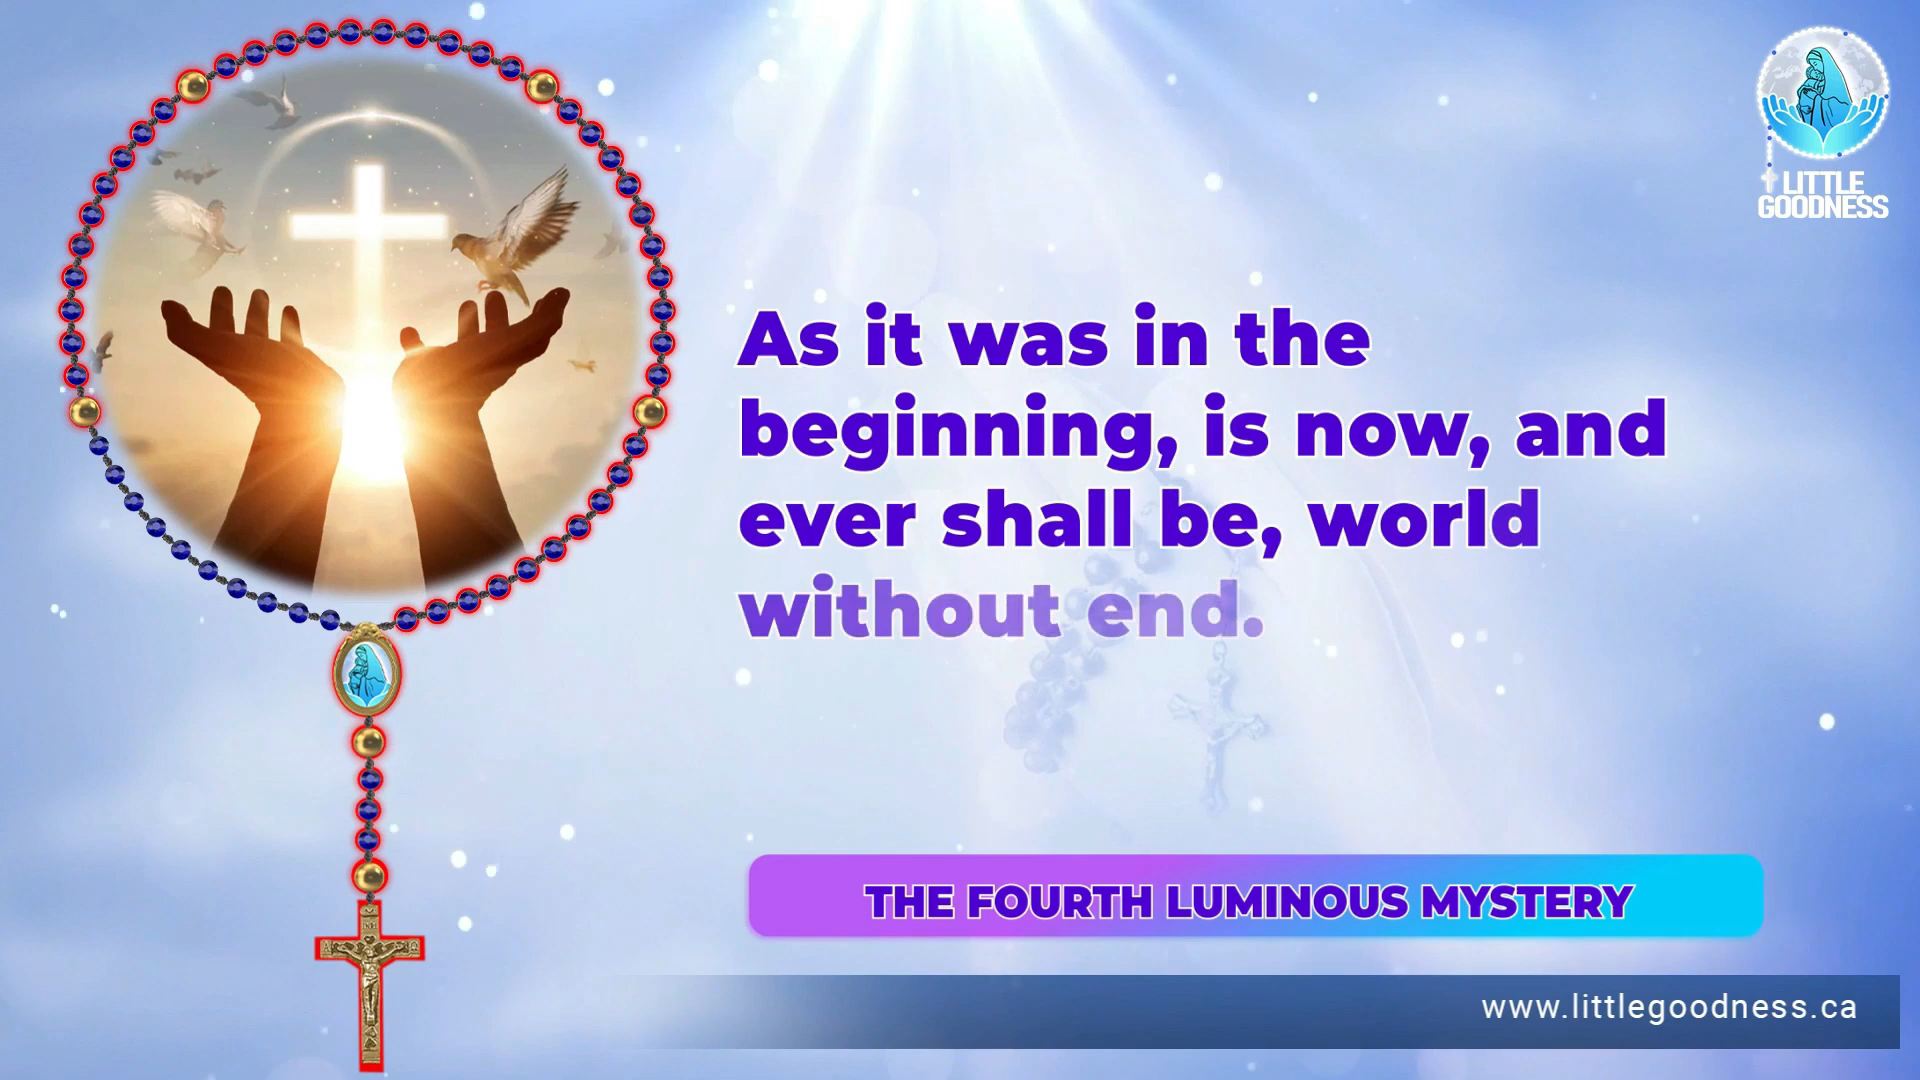 LITTLE
GOODNESS
As it was in the
beginning, is now, and
ever shall be, world
without end.
THE FOURTH LUMINOUS MYSTERY
www.littlegoodness.ca